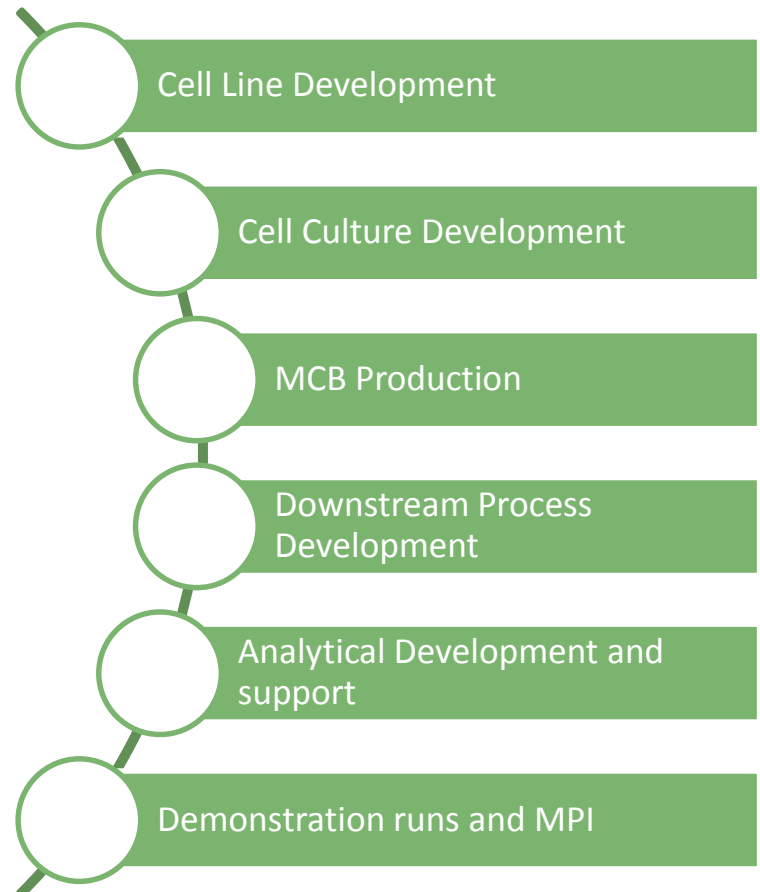 Cell Line Development
Cell Culture Development
MCB Production
Downstream Process
Development
Analytical Development and
support
Demonstration runs and MPI